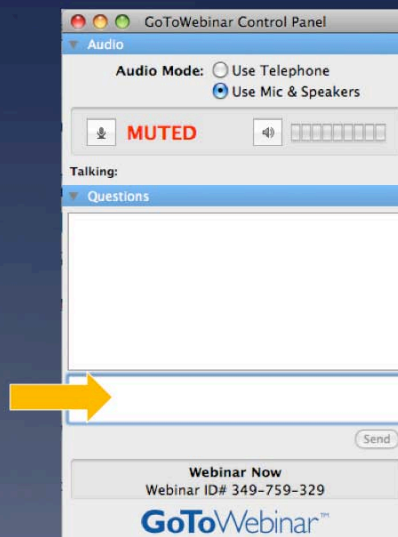 GoToWebinar Control Panel
Audio
Audio Mode: Use Telephone
Use Mic & Speakers
MUTED
Talking:
Questions
Send
Webinar Now
Webinar ID# 349-759-329
GoToWebinar™